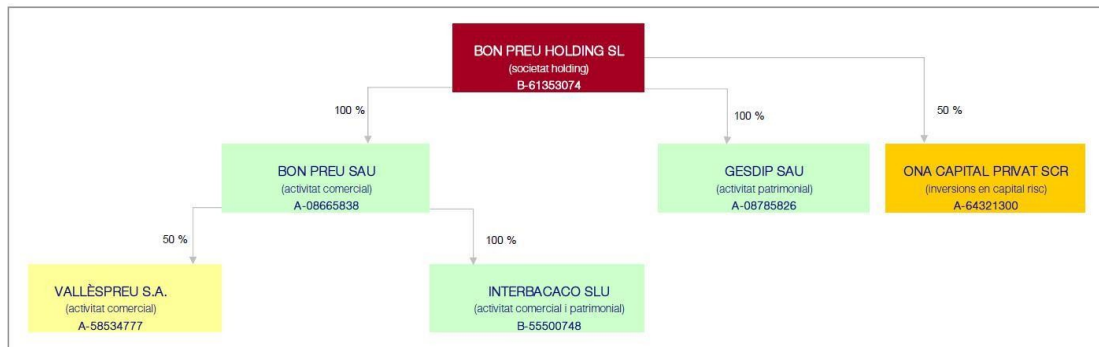 BON PREU HOLDING SL
(societat holding)
B-61353074
100 %
100 %
50 %
BON PREU SAU
(activitat comercial)
A-08665838
GESDIP SAU
(activitat patrimonial)
A-08785826
ONA CAPITAL PRIVAT SCR
(inversions en capital risc)
A-64321300
50 %
100 %
VALLÈSPREU S.A.
(activitat comercial)
A-58534777
INTERBACACO SLU
(activitat comercial i patrimonial)
B-55500748